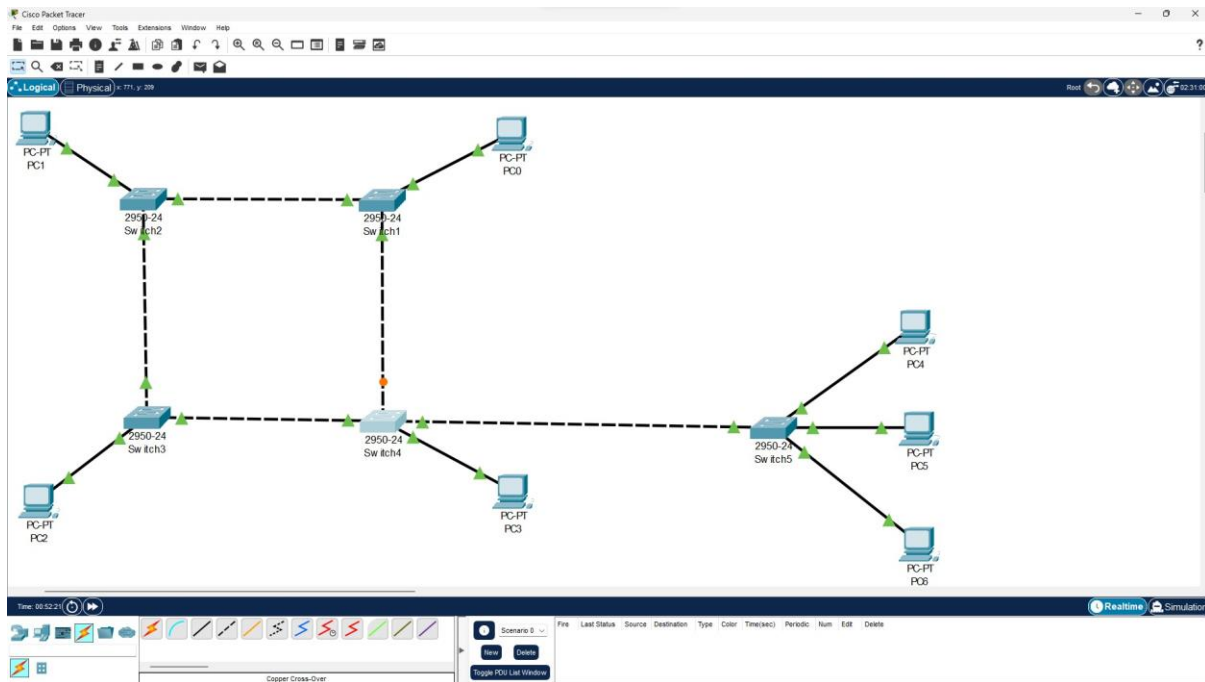 Cisco Packet Tracer
File Edit Options View Tools Extensions Window Help
?
Logical Physical x: 771, y: 209
Root 02:31:00
PC-PT
PC1
PC-PT
PC0
2950-24
Switch2
2950-24
Switch1
PC-PT
PC4
2950-24
Switch3
2950-24
Switch4
2950-24
Switch5
PC-PT
PC5
PC-PT
PC2
PC-PT
PC3
PC-PT
PC6
Time: 00:52:21
Realtime Simulation
Scenario 0
New Delete
Toggle PDU List Window
Fire Last Status Source Destination Type Color Time(sec) Periodic Num Edit Delete
Copper Cross-Over